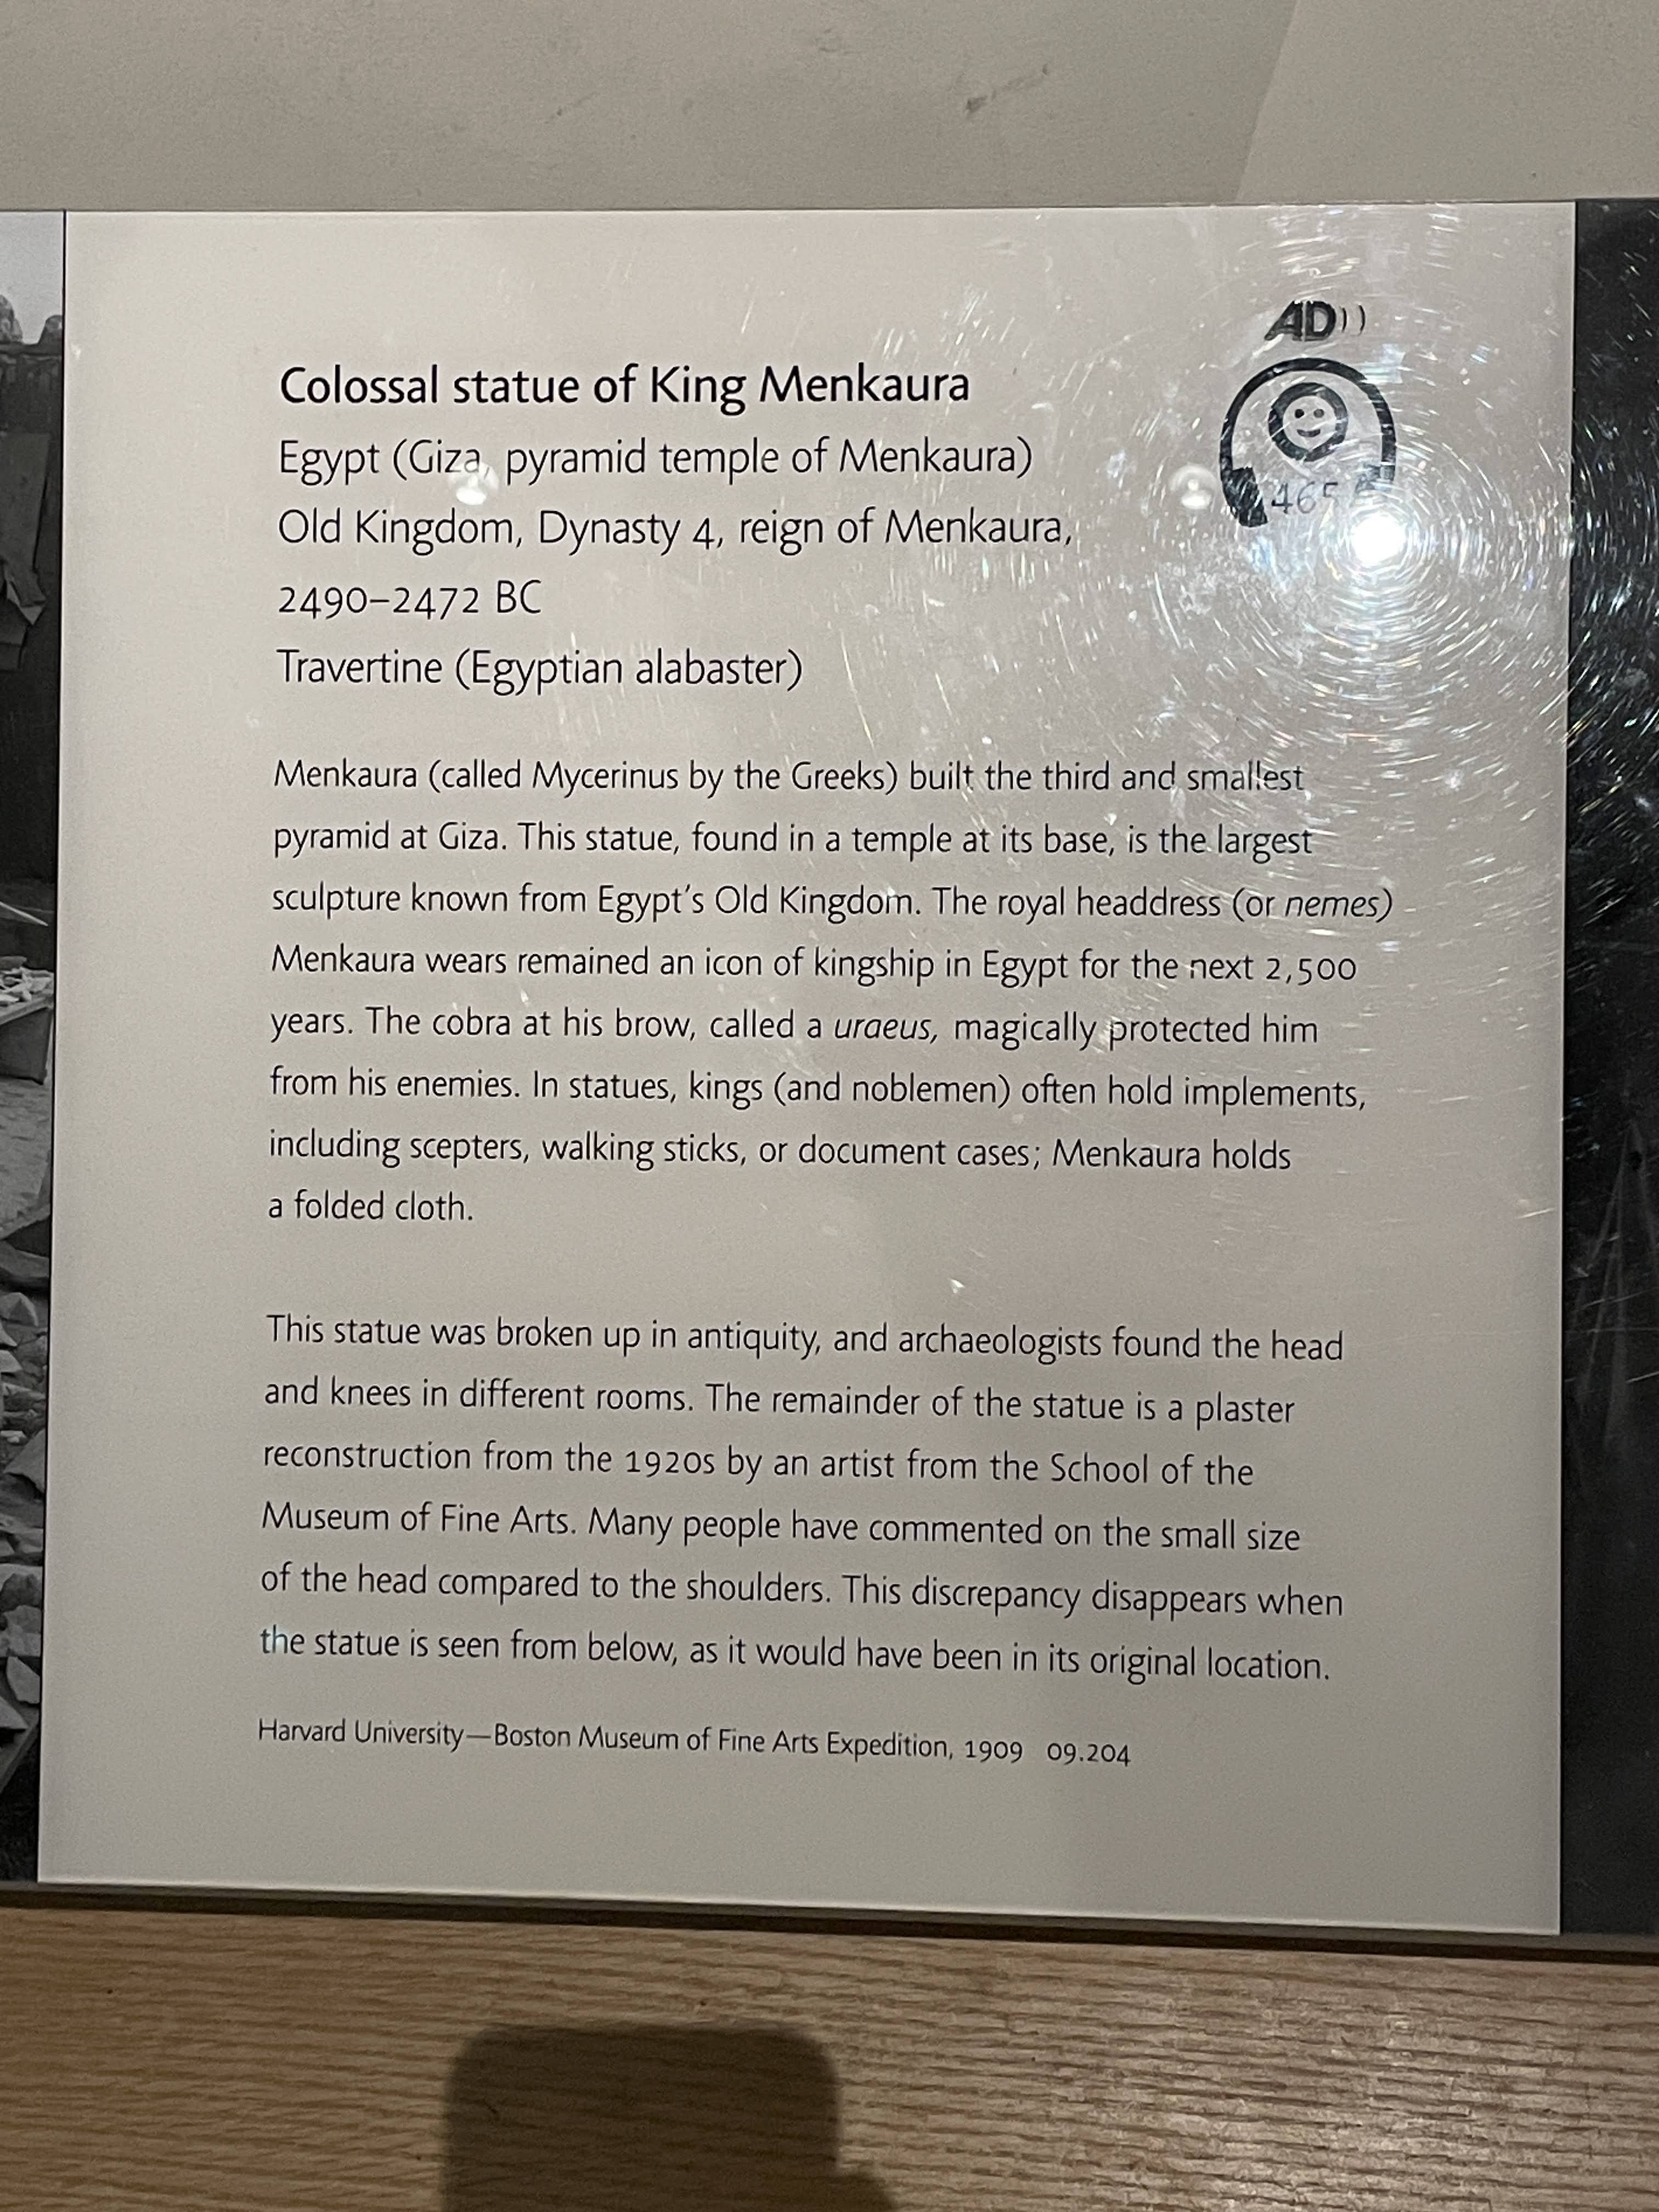 AD
Colossal statue of King Menkaura
Egypt (Giza, pyramid temple of Menkaura)
Old Kingdom, Dynasty 4, reign of Menkaura,
2490–2472 BC
Travertine (Egyptian alabaster)
Menkaura (called Mycerinus by the Greeks) built the third and smallest
pyramid at Giza. This statue, found in a temple at its base, is the largest
sculpture known from Egypt’s Old Kingdom. The royal headdress (or nemes)
Menkaura wears remained an icon of kingship in Egypt for the next 2,500
years. The cobra at his brow, called a uraeus, magically protected him
from his enemies. In statues, kings (and noblemen) often hold implements,
including scepters, walking sticks, or document cases; Menkaura holds
a folded cloth.
This statue was broken up in antiquity, and archaeologists found the head
and knees in different rooms. The remainder of the statue is a plaster
reconstruction from the 1920s by an artist from the School of the
Museum of Fine Arts. Many people have commented on the small size
of the head compared to the shoulders. This discrepancy disappears when
the statue is seen from below, as it would have been in its original location.
Harvard University—Boston Museum of Fine Arts Expedition, 1909 09.204